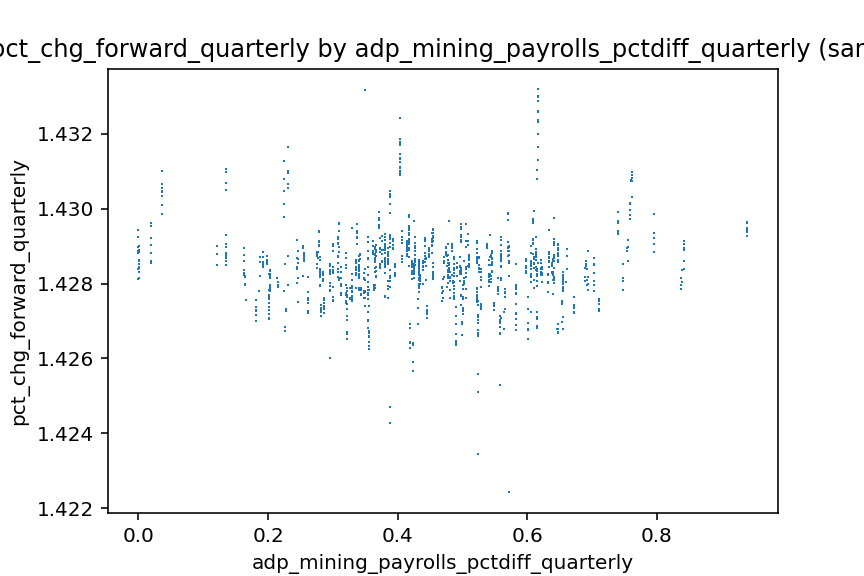 pct_chg_forward_quarterly by adp_mining_payrolls_pctdiff_quarterly (sam
1.432
1.430
1.428
1.426
1.424
1.422
pct_chg_forward_quarterly
0.0 0.2 0.4 0.6 0.8
adp_mining_payrolls_pctdiff_quarterly